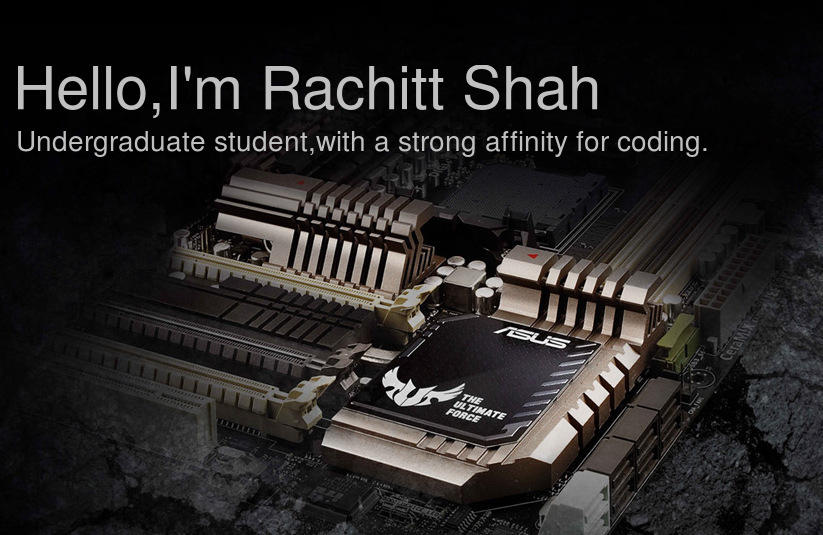 Hello,I'm Rachitt Shah
Undergraduate student,with a strong affinity for coding.
ASUS
THE
ULTIMATE
FORCE